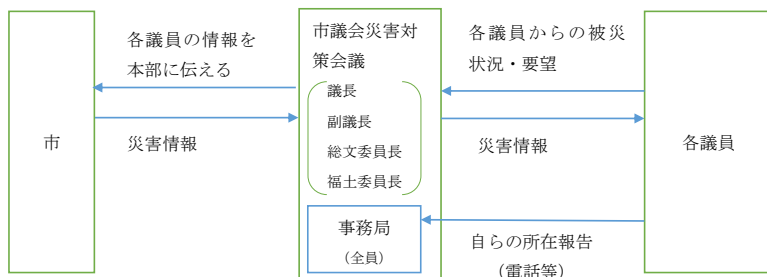 市
各議員の情報を
本部に伝える
災害情報
市議会災害対
策会議
議長
副議長
総文委員長
福土委員長
事務局
（全員）
各議員からの被災
状況・要望
災害情報
自らの所在報告
（電話等）
各議員